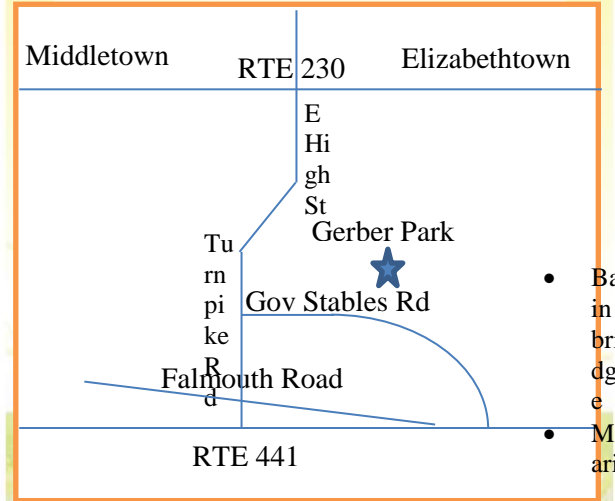 Middletown
RTE 230
Elizabethtown
E
Hi
gh
St
Gerber Park
Tu
rn
pi
ke
R
d
Gov Stables Rd
Falmouth Road
RTE 441
• Ba
in
dg
e
• M
ari